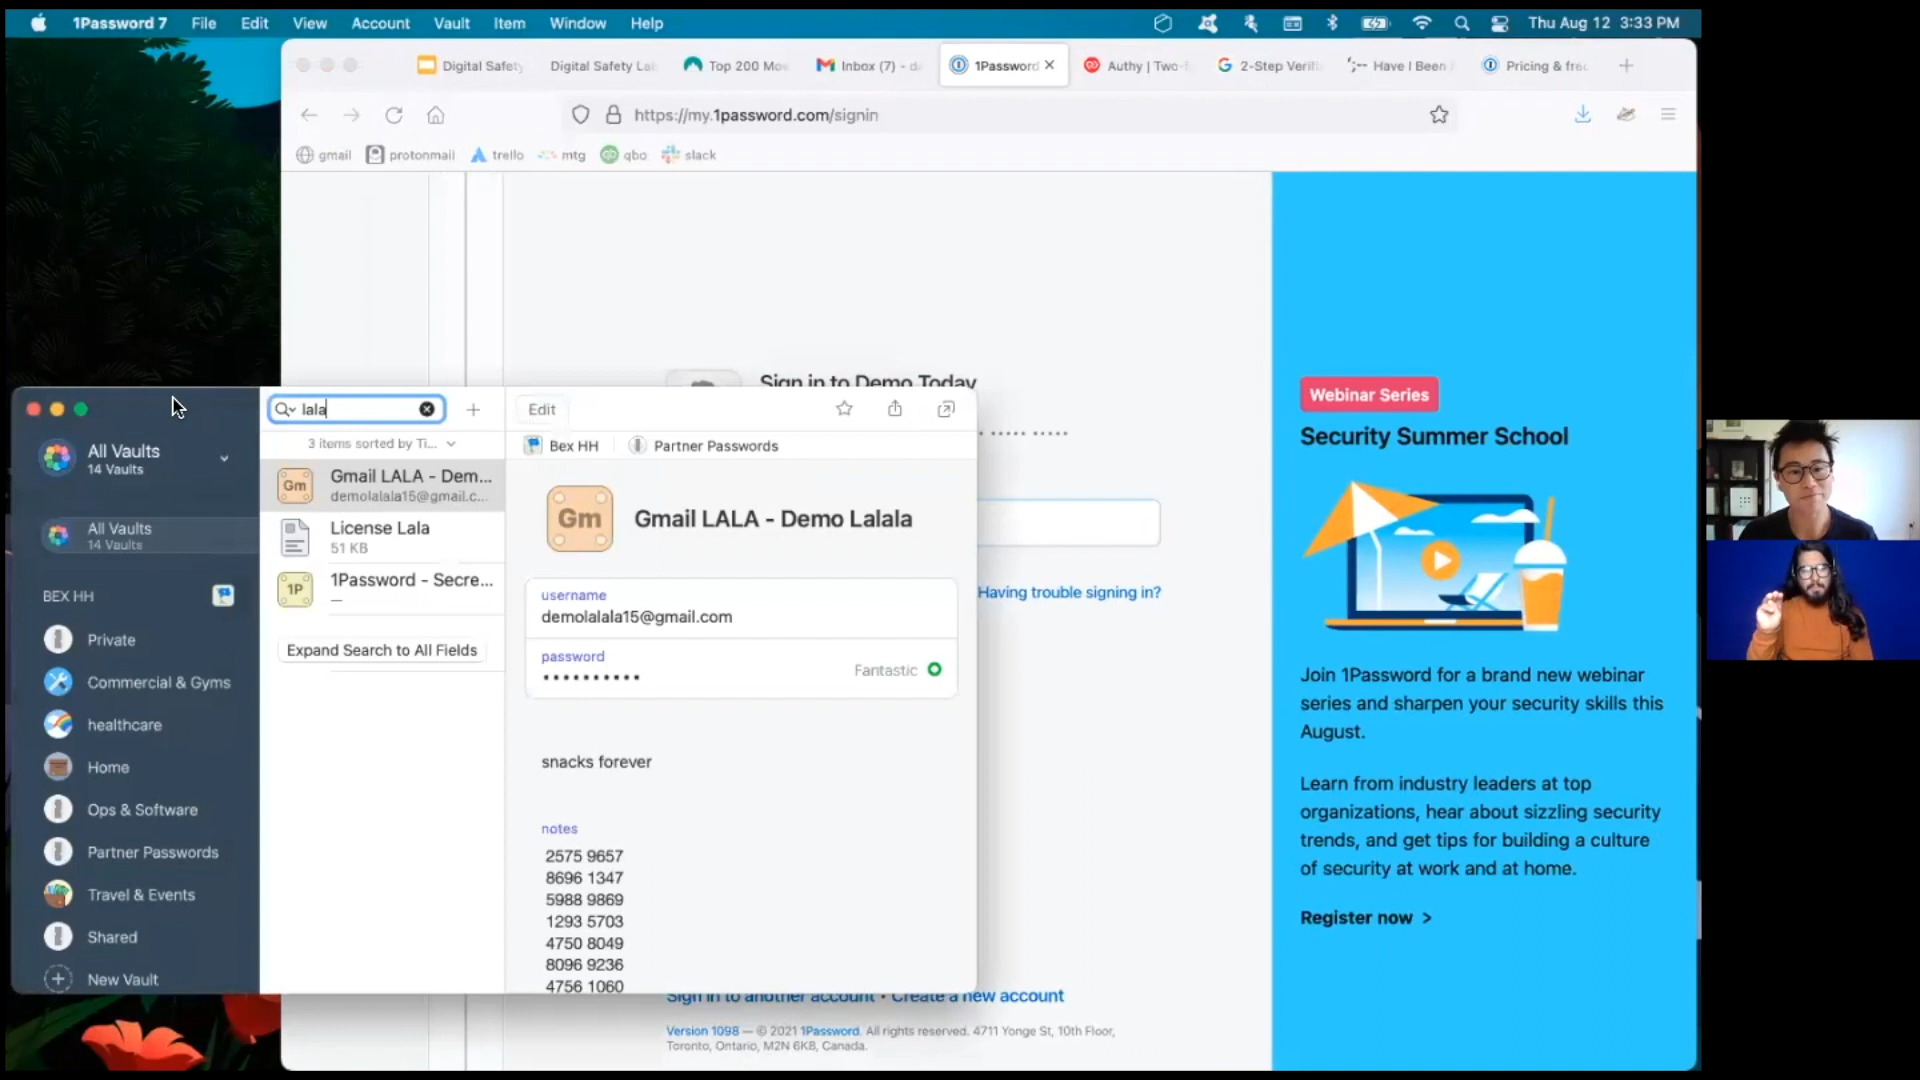 1Password 7 File Edit View Account Vault Item Window Help Thu Aug 12 3:33 PM
Digital Safety Digital Safety La Top 200 Mo Inbox (7) - d 1Password Authy | Two- 2-Step Verifi Have I Been Pricing & fre
https://my.1password.com/signin
gmail protonmail trello mtg qbo slack
Sign in to Demo Today
Having trouble signing in?
Sign in to another account • Create a new account
Version 1098 — © 2021 1Password. All rights reserved. 4711 Yonge St, 10th Floor,
Toronto, Ontario, M2N 6K8, Canada.
All Vaults
14 Vaults
All Vaults
14 Vaults
BEX HH
Private
Commercial & Gyms
healthcare
Home
Ops & Software
Partner Passwords
Travel & Events
Shared
New Vault
lala
3 items sorted by Ti...
Gm
Gmail LALA - Dem...
demolalala15@gmail.c...
License Lala
51 KB
1P
1Password - Secre...
—
Expand Search to All Fields
Edit
Bex HH Partner Passwords
Gm
Gmail LALA - Demo Lalala
username
demolalala15@gmail.com
password
•••••••••• Fantastic
snacks forever
notes
2575 9657
8696 1347
5988 9869
1293 5703
4750 8049
8096 9236
4756 1060
Webinar Series
Security Summer School
Join 1Password for a brand new webinar
series and sharpen your security skills this
August.
Learn from industry leaders at top
organizations, hear about sizzling security
trends, and get tips for building a culture
of security at work and at home.
Register now >